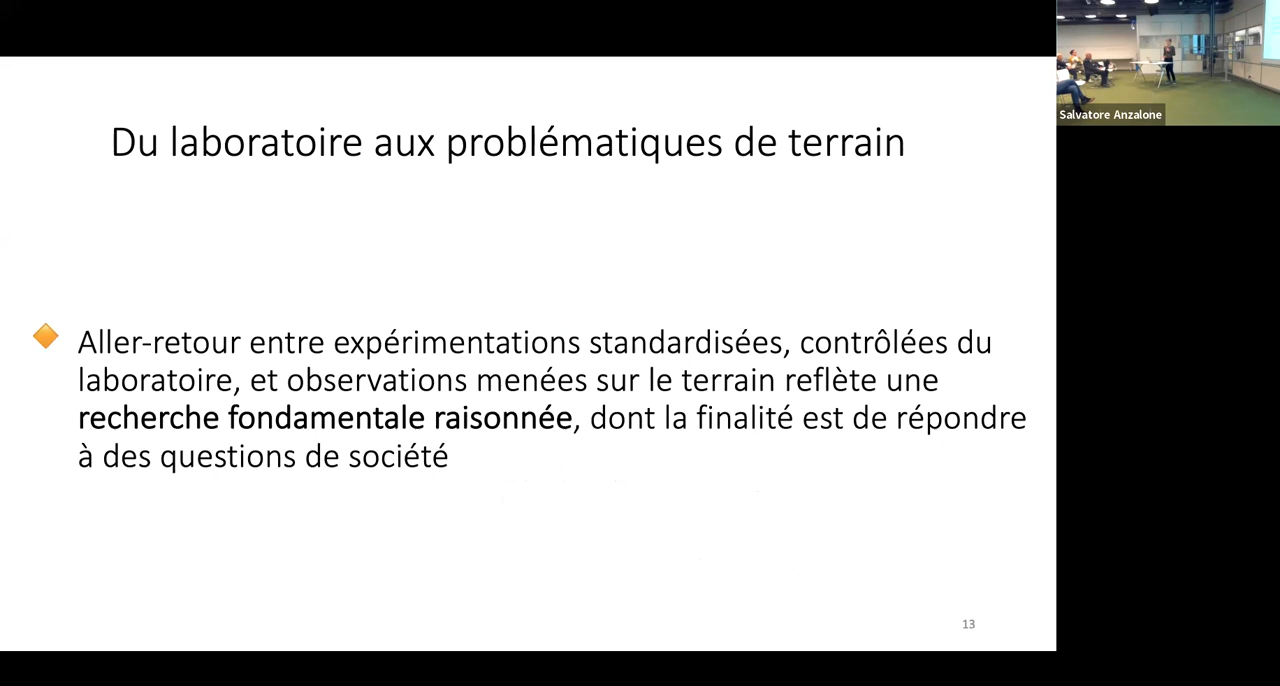 Du laboratoire aux problématiques de terrain
Aller-retour entre expérimentations standardisées, contrôlées du
laboratoire, et observations menées sur le terrain reflète une
recherche fondamentale raisonnée, dont la finalité est de répondre
à des questions de société
13
Salvatore Anzalone